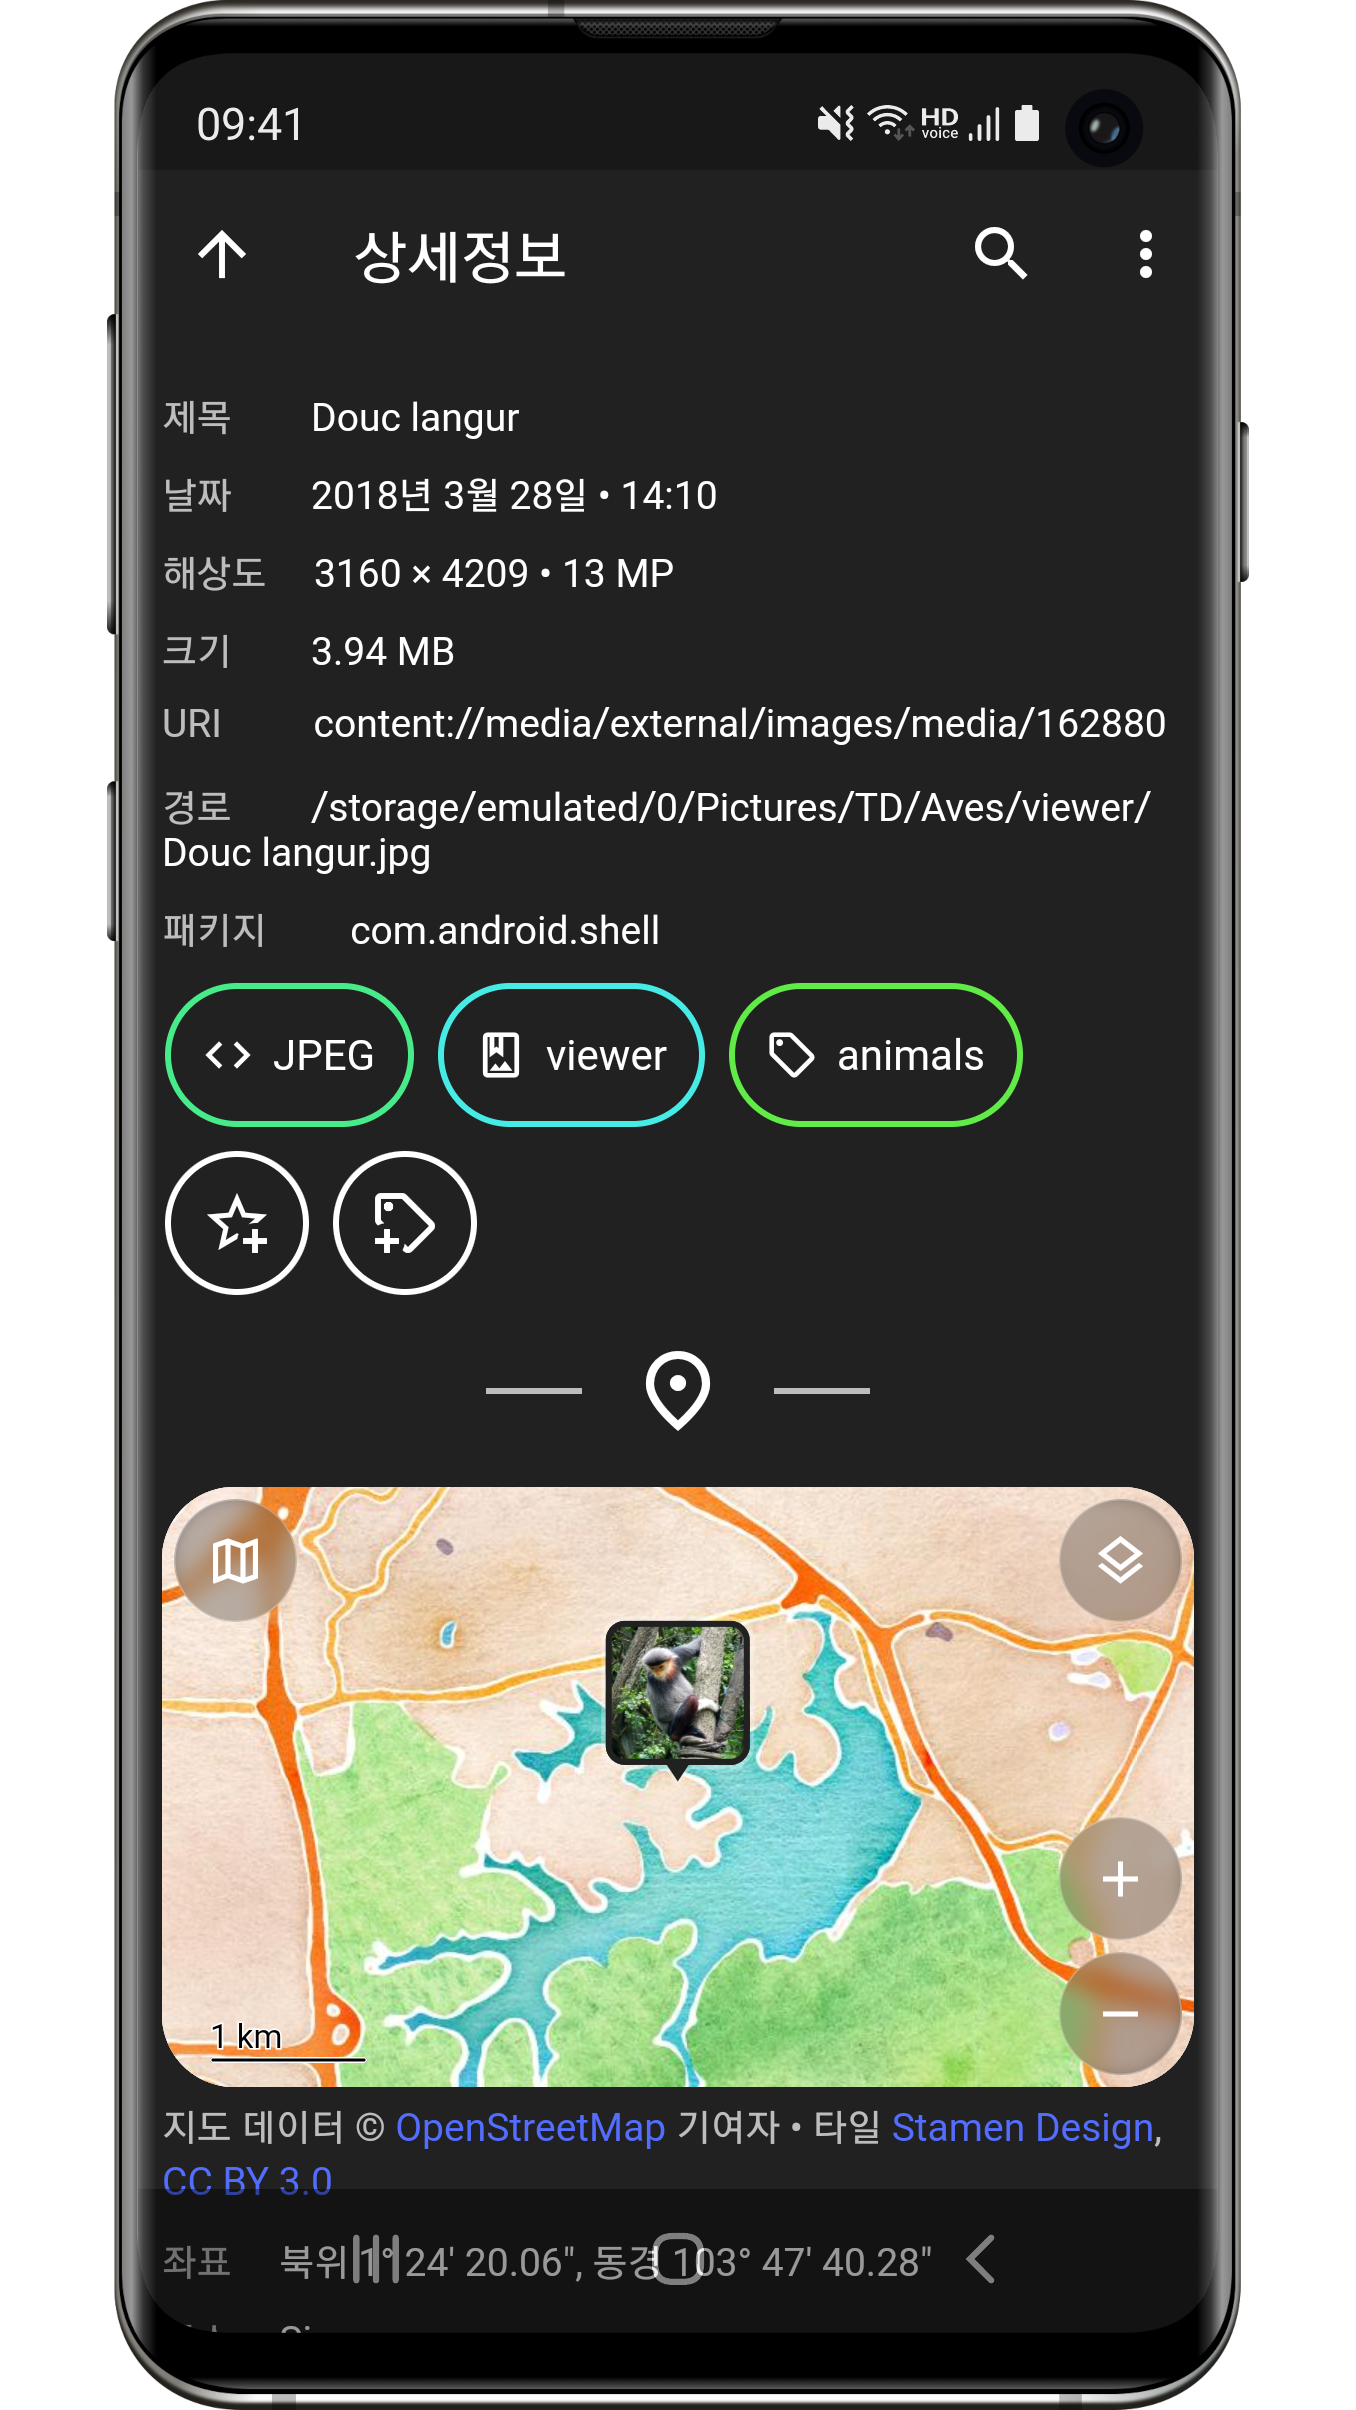 09:41
HD voice
상세정보
제목 Douc langur
날짜 2018년 3월 28일 • 14:10
해상도 3160 × 4209 • 13 MP
크기 3.94 MB
URI content://media/external/images/media/162880
경로 /storage/emulated/0/Pictures/TD/Aves/viewer/
Douc langur.jpg
패키지 com.android.shell
JPEG viewer animals
1 km
지도 데이터 © OpenStreetMap 기여자 • 타일 Stamen Design,
CC BY 3.0
좌표 북위 1° 24' 20.06", 동경 103° 47' 40.28"